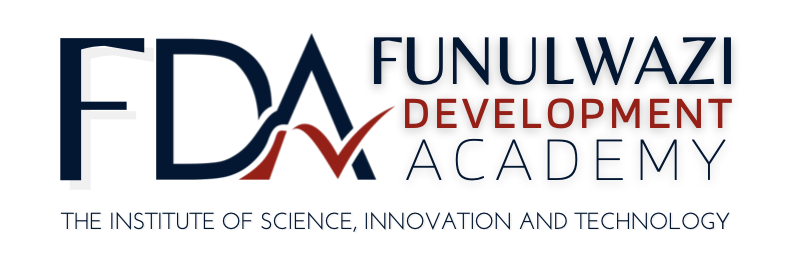 FDA
FUNULWAZI
DEVELOPMENT
ACADEMY
THE INSTITUTE OF SCIENCE, INNOVATION AND TECHNOLOGY